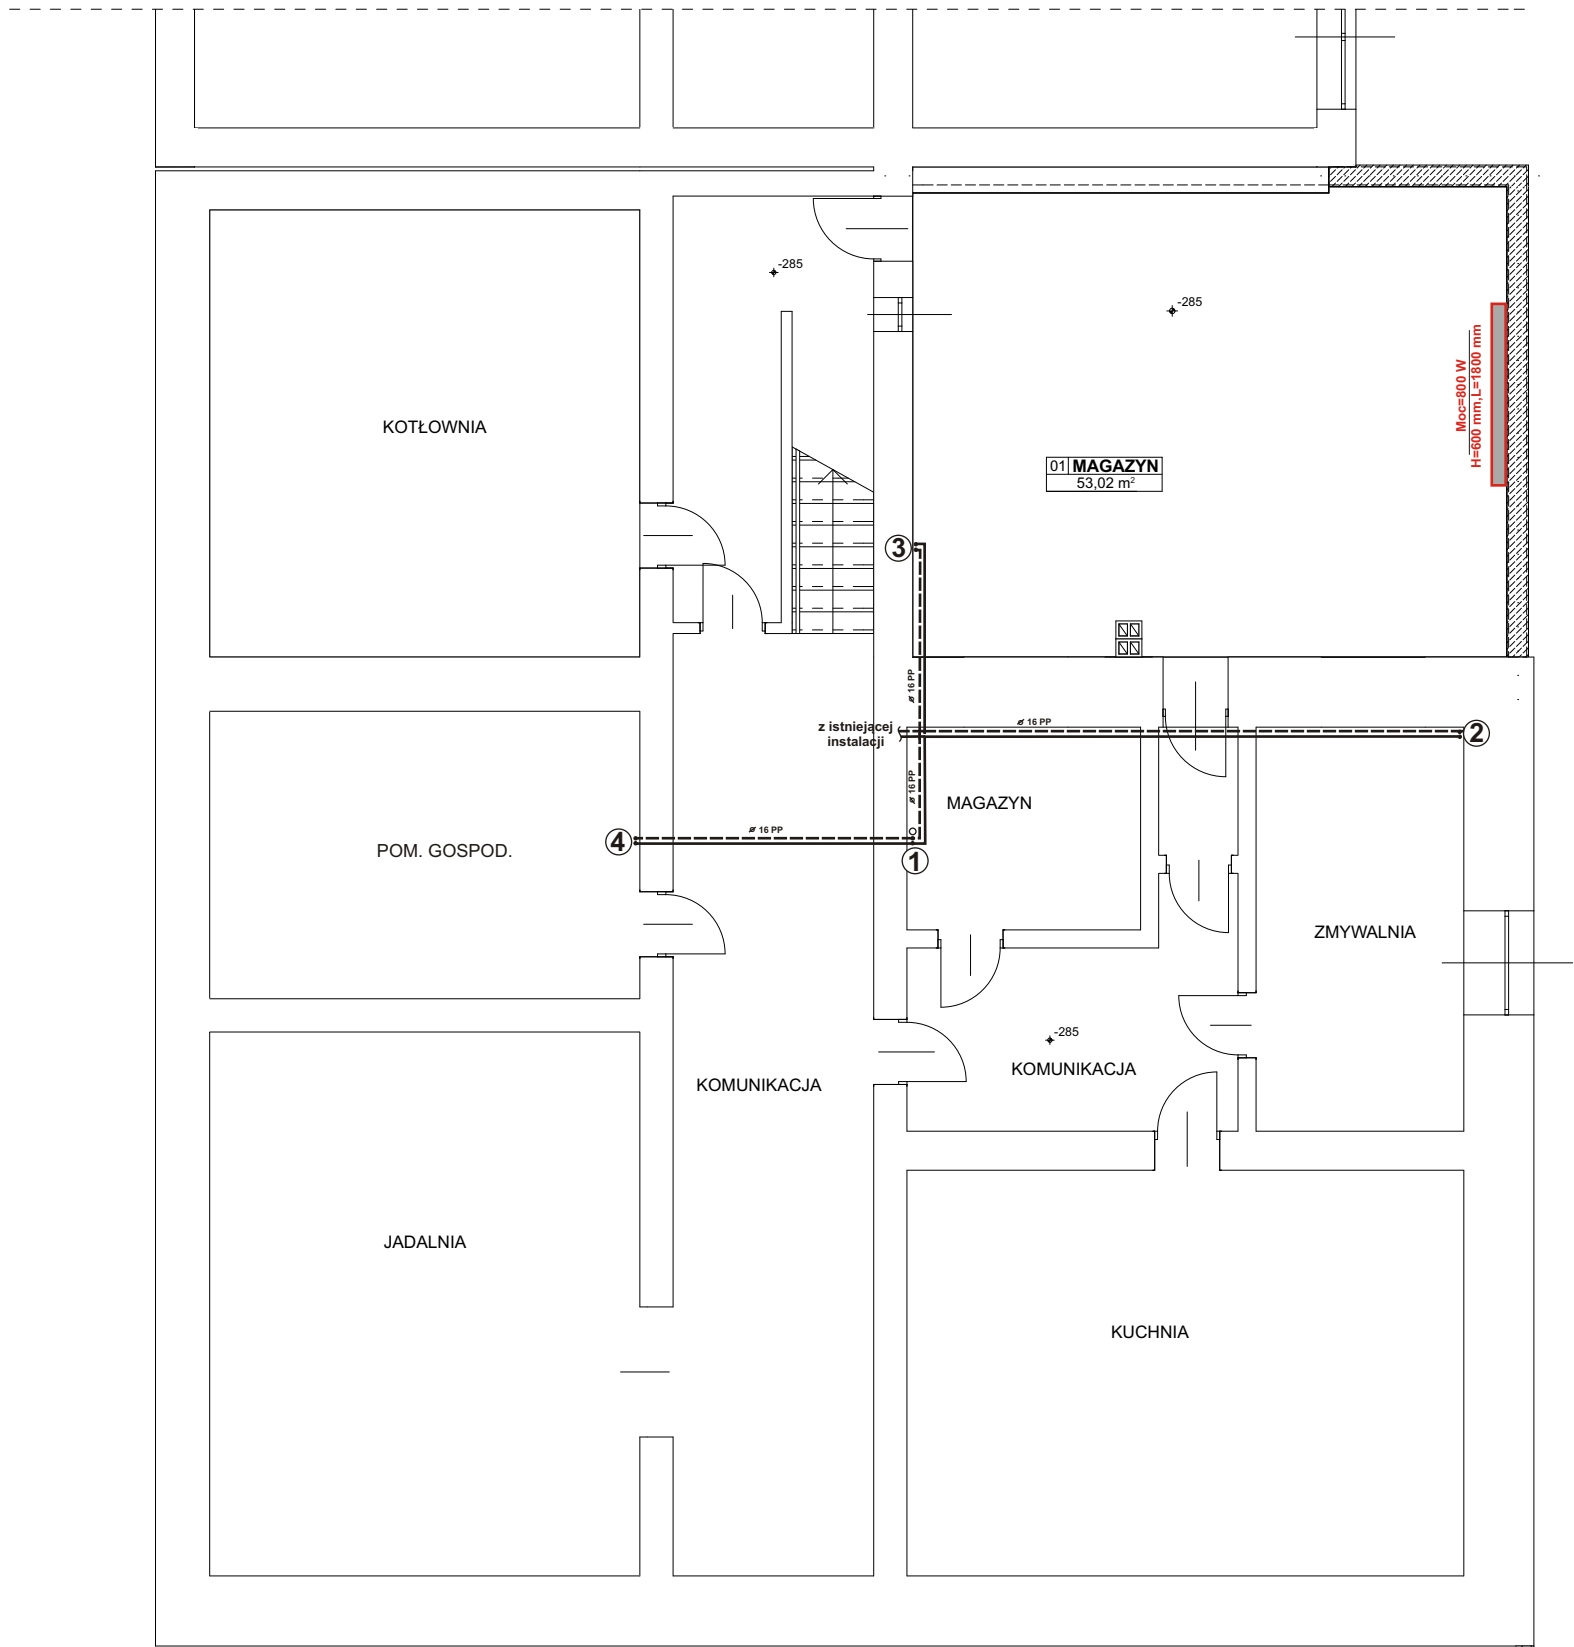 -285
-285
Moc=800 W
H=600 mm,L=1800 mm
KOTŁOWNIA
01 MAGAZYN
53,02 m²
3
ø 16 PP
z istniejącej
instalacji
ø 16 PP
2
ø 16 PP
MAGAZYN
ø 16 PP
4
1
POM. GOSPOD.
ZMYWALNIA
-285
KOMUNIKACJA
KOMUNIKACJA
JADALNIA
KUCHNIA